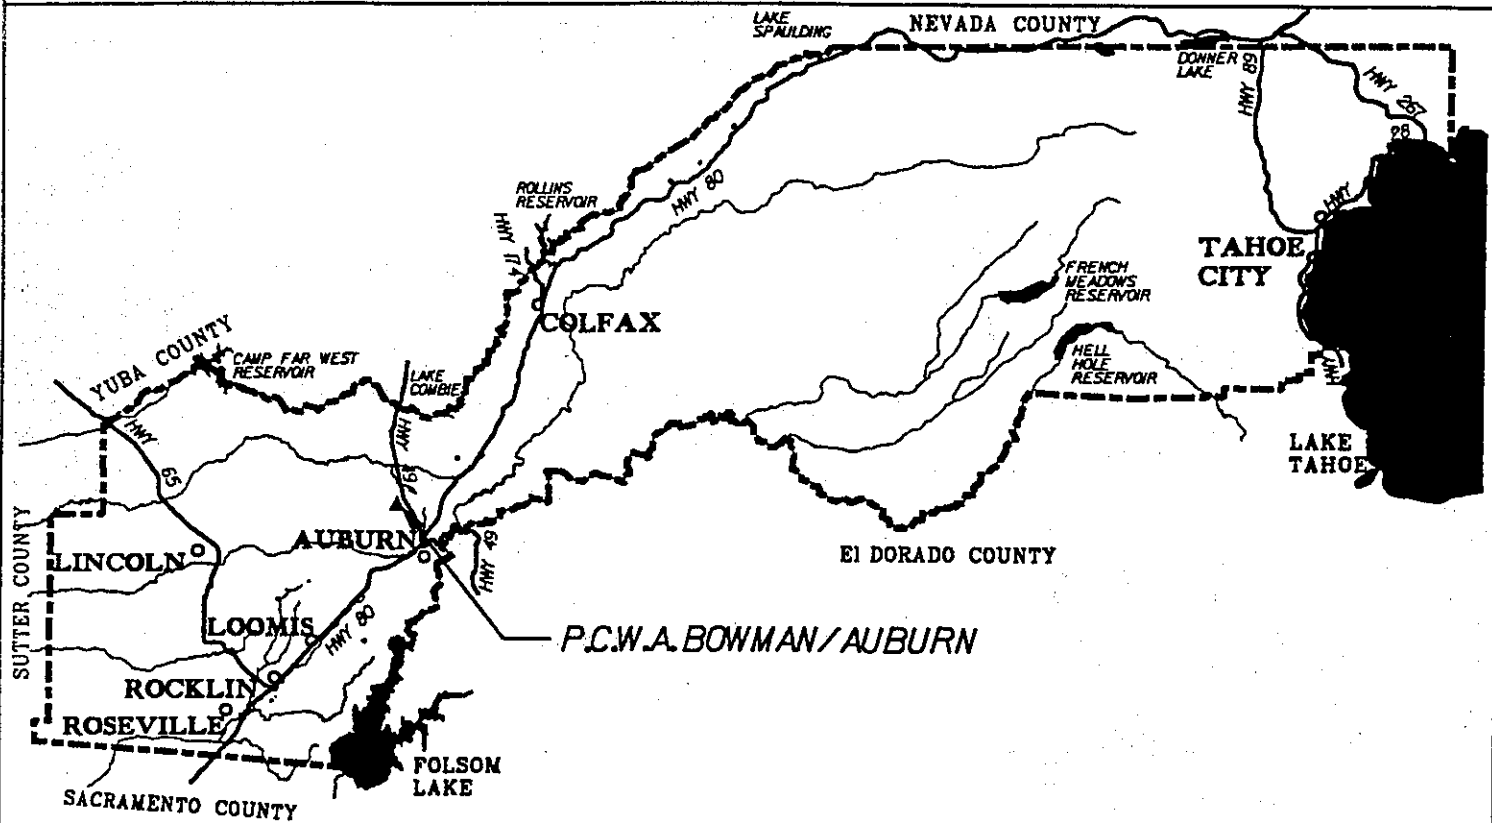 LAKE
SPAULDING
NEVADA COUNTY
DONNER
LAKE
HWY 89
HWY 267
28
HWY
ROLLINS
RESERVOIR
HWY 174
HWY 80
TAHOE
CITY
FRENCH
MEADOWS
RESERVOIR
COLFAX
YUBA COUNTY
CAMP FAR WEST
RESERVOIR
LAKE
COMBIE
HELL
HOLE
RESERVOIR
HWY
HWY 65
HWY 49
LAKE
TAHOE
SUTTER COUNTY
AUBURN
LINCOLN
HWY 49
El DORADO COUNTY
LOOMIS
HWY 80
P.C.W.A. BOWMAN/AUBURN
ROCKLIN
ROSEVILLE
FOLSOM
LAKE
SACRAMENTO COUNTY